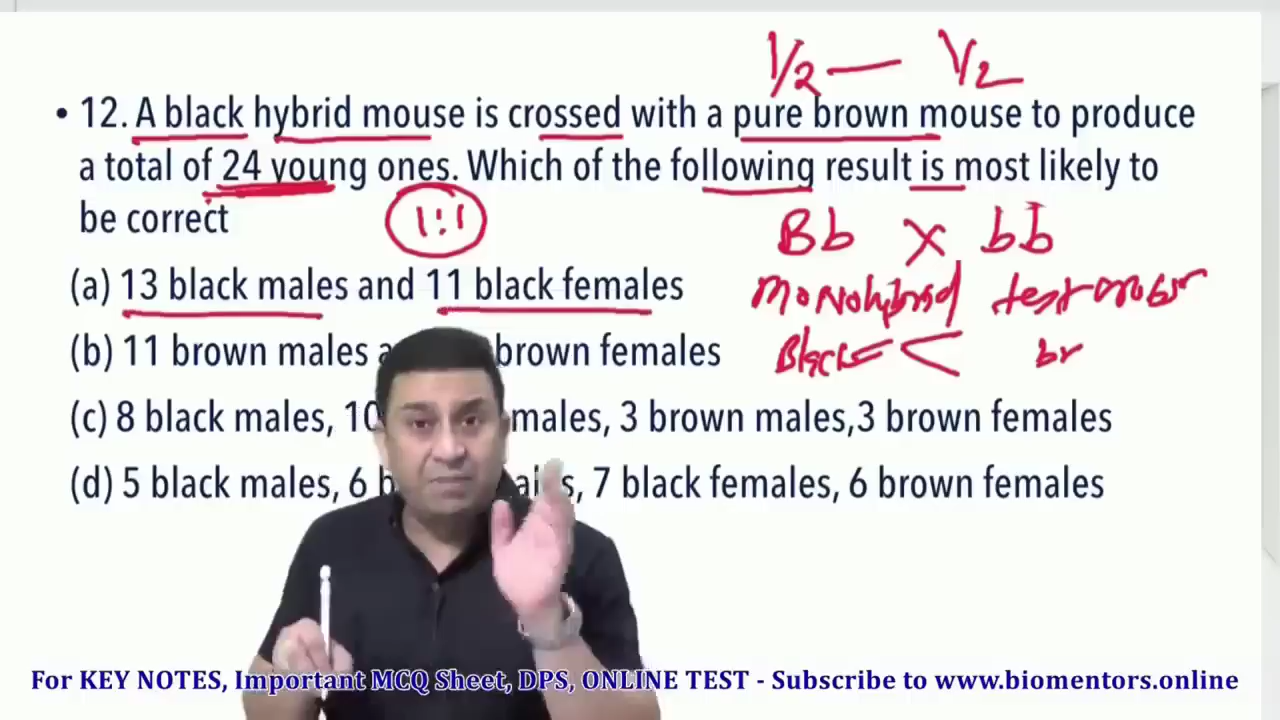 1/2 — 1/2
• 12. A black hybrid mouse is crossed with a pure brown mouse to produce
a total of 24 young ones. Which of the following result is most likely to
be correct
1:1
Bb X bb
(a) 13 black males and 11 black females
monohybrid test cross
(b) 11 brown males a brown females
Black < br
(c) 8 black males, 10 males, 3 brown males,3 brown females
(d) 5 black males, 6 b s, 7 black females, 6 brown females
For KEY NOTES, Important MCQ Sheet, DPS, ONLINE TEST - Subscribe to www.biomentors.online